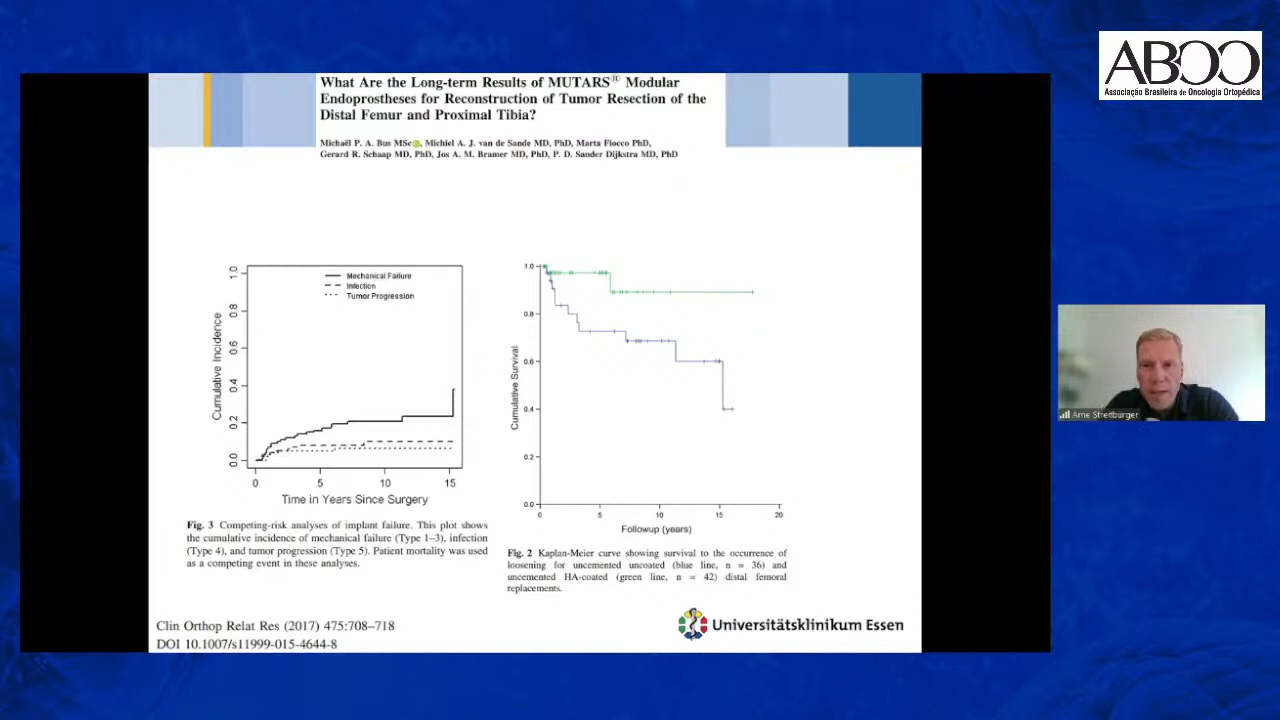 What Are the Long-term Results of MUTARS® Modular
Endoprostheses for Reconstruction of Tumor Resection of the
Distal Femur and Proximal Tibia?
Michaël P. A. Bus MSc, Michiel A. J. van de Sande MD, PhD, Marta Fiocco PhD,
Gerard R. Schaap MD, PhD, Jos A. M. Bramer MD, PhD, P. D. Sander Dijkstra MD, PhD
ABOO
Associação Brasileira de Oncologia Ortopédica
Cumulative Incidence
1.0
0.8
0.6
0.4
0.2
0.0
Mechanical Failure
Infection
Tumor Progression
0 5 10 15
Time in Years Since Surgery
Fig. 3 Competing-risk analyses of implant failure. This plot shows
the cumulative incidence of mechanical failure (Type 1–3), infection
(Type 4), and tumor progression (Type 5). Patient mortality was used
as a competing event in these analyses.
Cumulative Survival
1.0
0.8
0.6
0.4
0.2
0.0
0 5 10 15 20
Followup (years)
Fig. 2 Kaplan-Meier curve showing survival to the occurrence of
loosening for uncemented uncoated (blue line, n = 36) and
uncemented HA-coated (green line, n = 42) distal femoral
replacements.
Arne Streitbürger
Clin Orthop Relat Res (2017) 475:708–718
DOI 10.1007/s11999-015-4644-8
Universitätsklinikum Essen